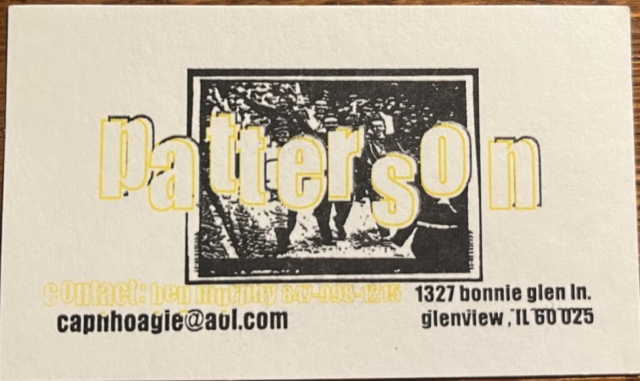 patterson
contact: ben murphy 847-998-1215
caphhoagie@aol.com
1327 bonnie glen ln.
glenview, IL 60025